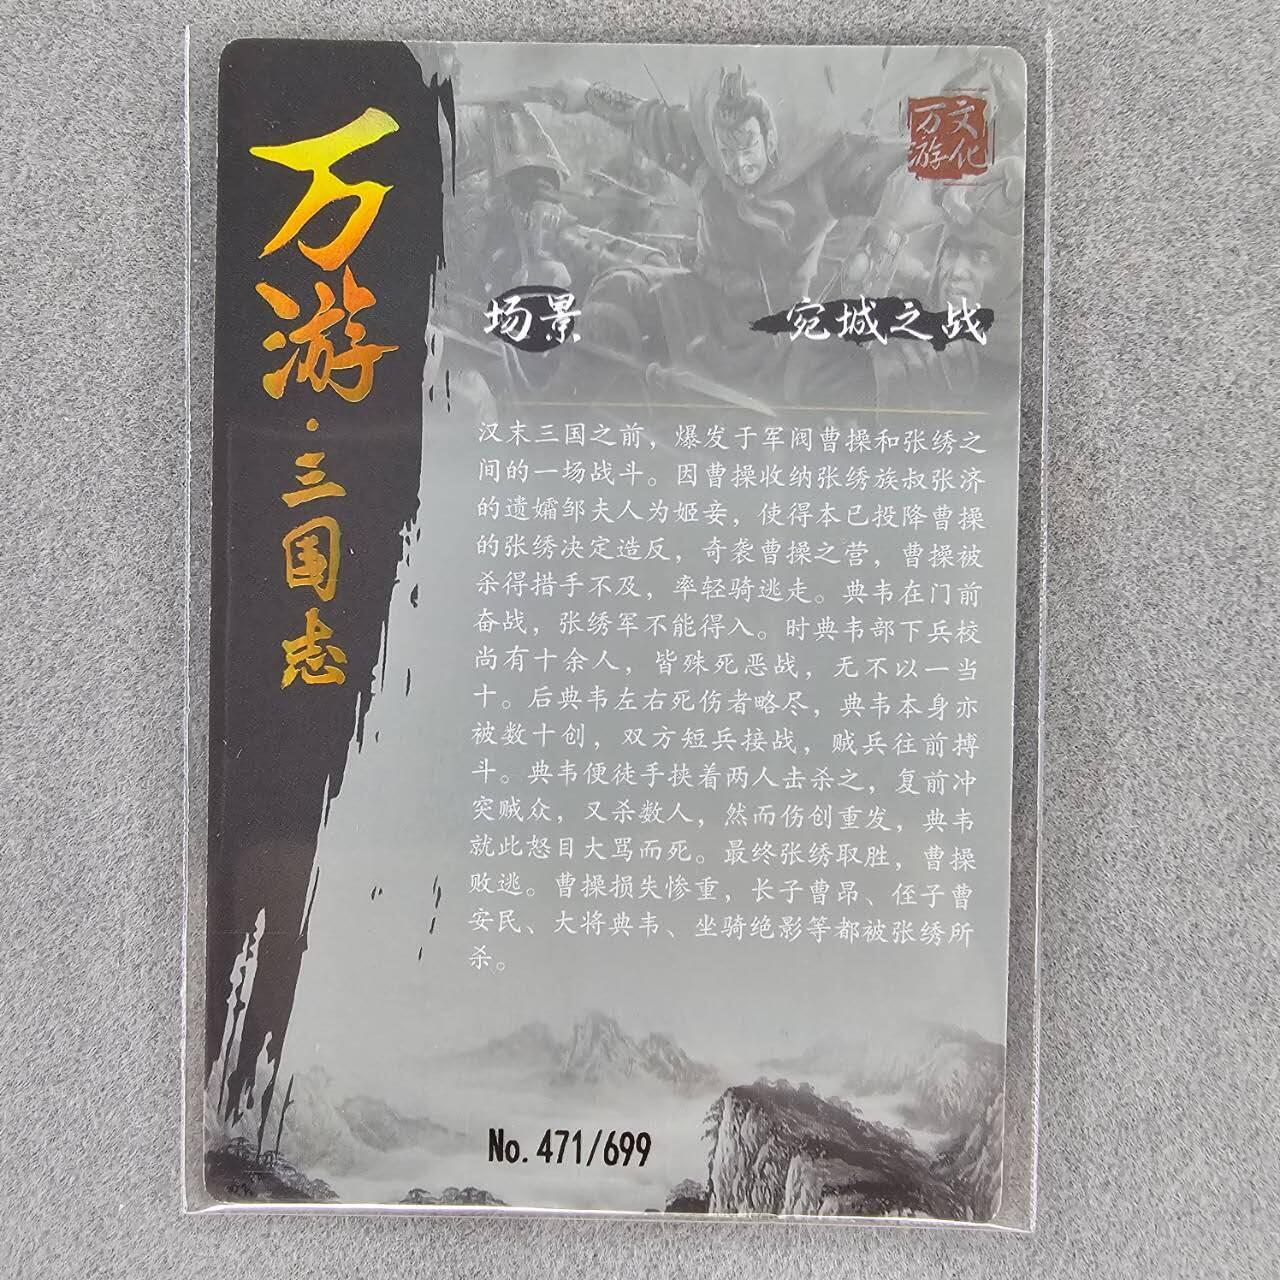 万游·三国志
万文
游化
场景
宛城之战
汉末三国之前，爆发于军阀曹操和张绣之
间的一场战斗。因曹操收纳张绣族叔张济
的遗孀邹夫人为姬妾，使得本已投降曹操
的张绣决定造反，奇袭曹操之营，曹操被
杀得措手不及，率轻骑逃走。典韦在门前
奋战，张绣军不能得入。时典韦部下兵校
尚有十余人，皆殊死恶战，无不以一当
十。后典韦左右死伤者略尽，典韦本身亦
被数十创，双方短兵接战，贼兵往前搏
斗。典韦便徒手挟着两人击杀之，复前冲
突贼众，又杀数人，然而伤创重发，典韦
就此怒目大骂而死。最终张绣取胜，曹操
败逃。曹操损失惨重，长子曹昂、侄子曹
安民、大将典韦、坐骑绝影等都被张绣所
杀。
No. 471/699